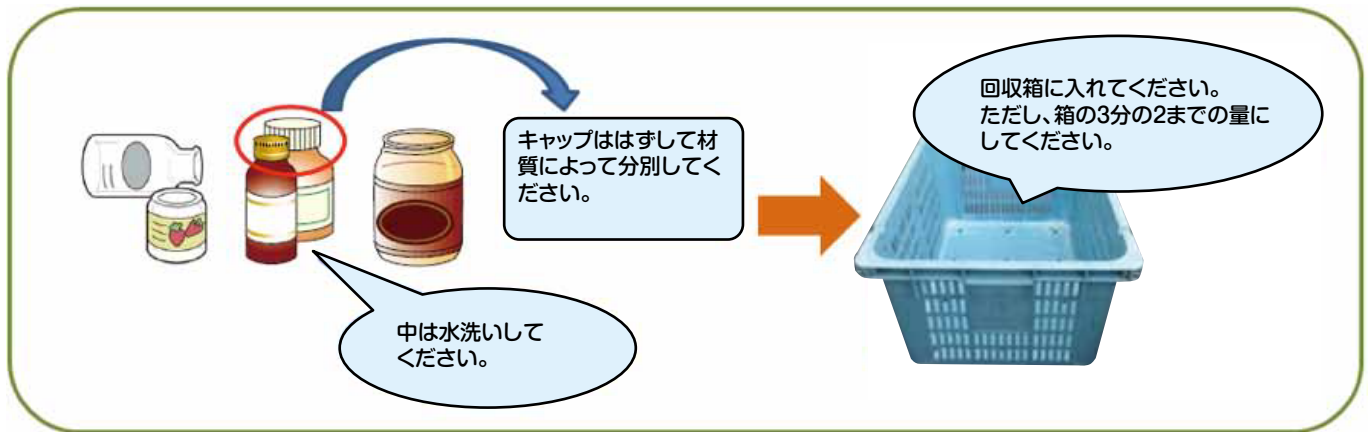 キャップははずして材
質によって分別してく
ださい。
中は水洗いして
ください。
回収箱に入れてください。
ただし、箱の3分の2までの量に
してください。